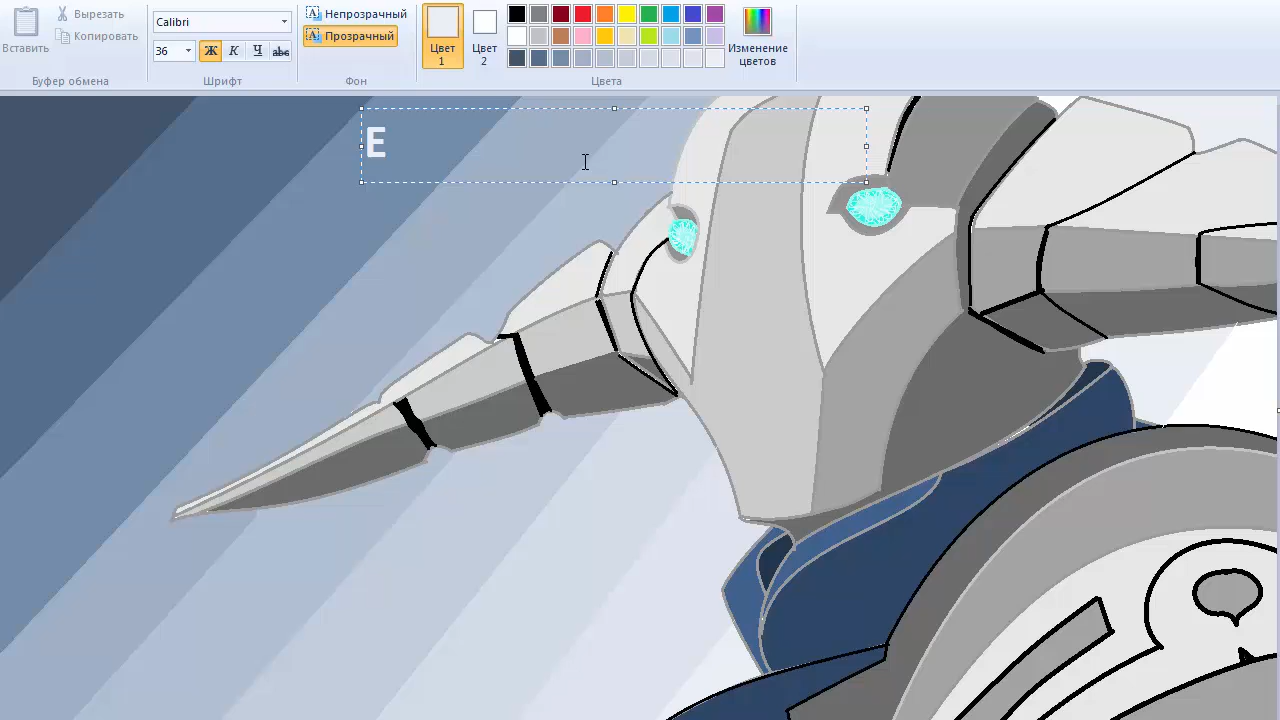 Вставить
Вырезать
Копировать
Буфер обмена
Calibri
36
Ж К Ч abc
Шрифт
Непрозрачный
Прозрачный
Фон
Цвет 1
Цвет 2
Изменение цветов
Цвета
E